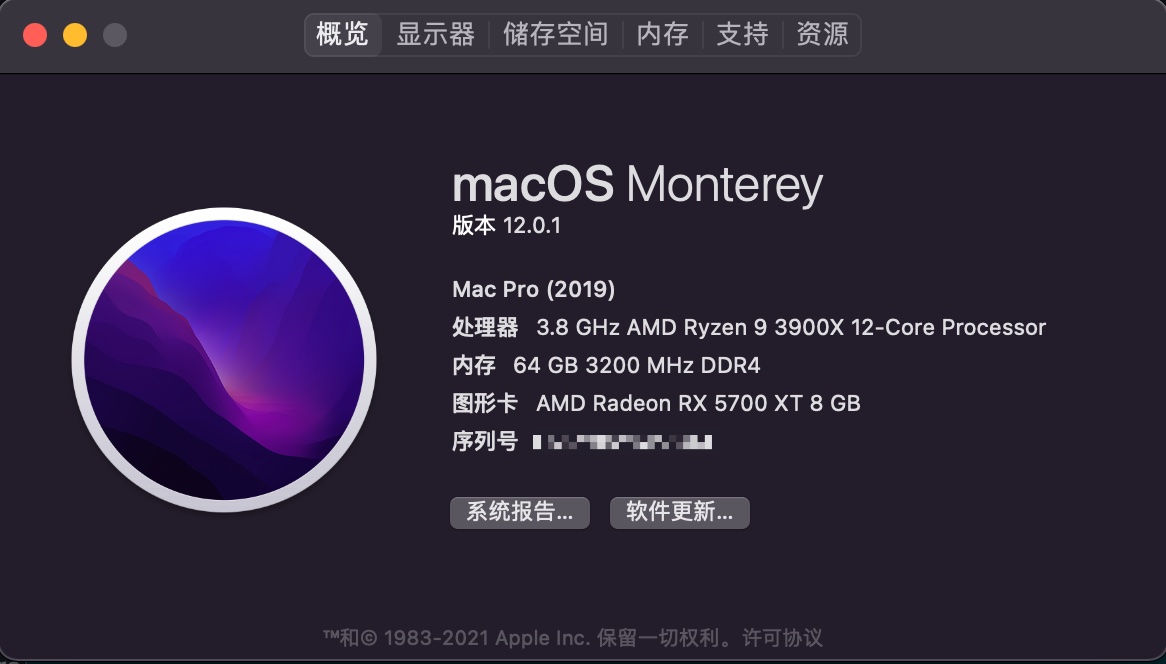 概览 显示器 储存空间 内存 支持 资源
macOS Monterey
版本 12.0.1
Mac Pro (2019)
处理器 3.8 GHz AMD Ryzen 9 3900X 12-Core Processor
内存 64 GB 3200 MHz DDR4
图形卡 AMD Radeon RX 5700 XT 8 GB
序列号
系统报告... 软件更新...
™和© 1983-2021 Apple Inc. 保留一切权利。许可协议